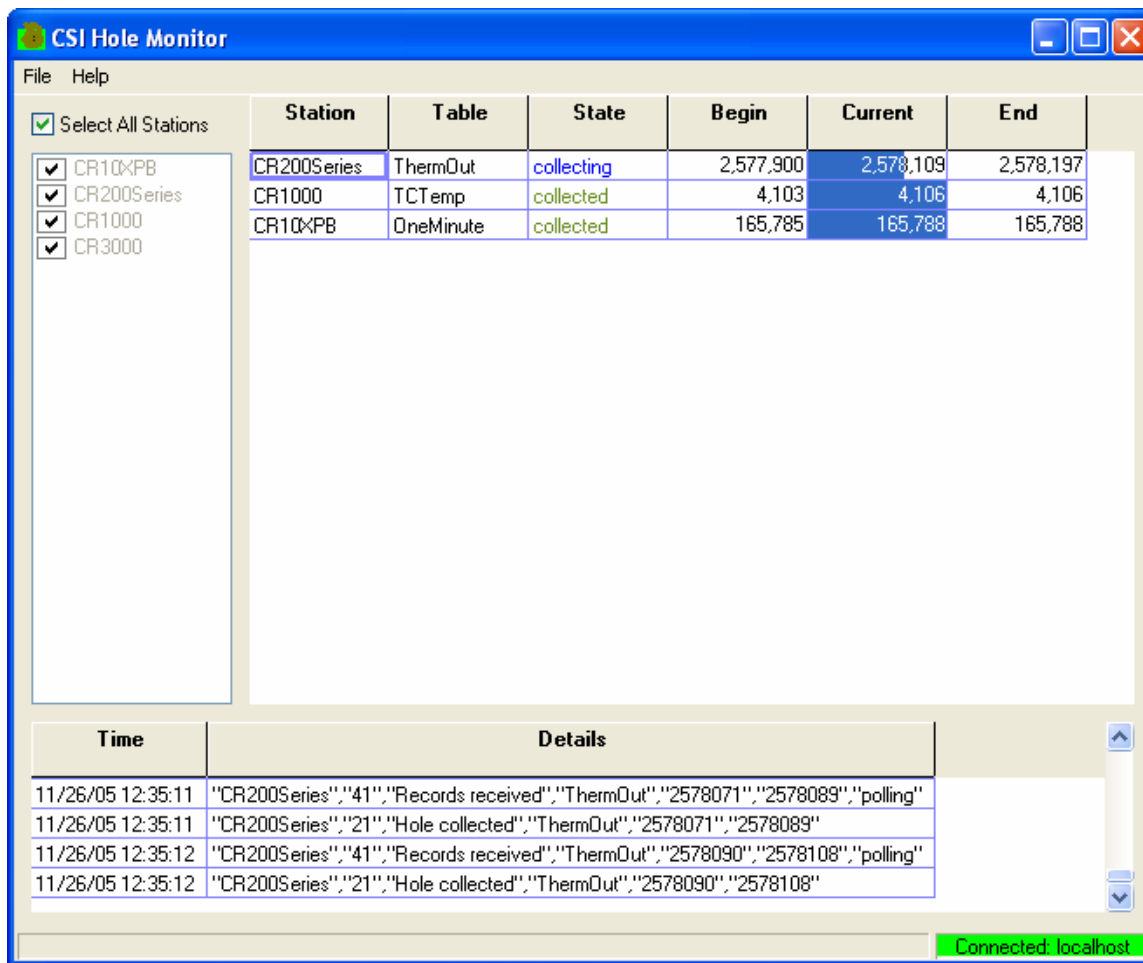 CSI Hole Monitor
File Help
Select All Stations
CR10XPB
CR200Series
CR1000
CR3000
Station Table State Begin Current End
CR200Series ThermOut collecting 2,577,900 2,578,109 2,578,197
CR1000 TCTemp collected 4,103 4,106 4,106
CR10XPB OneMinute collected 165,785 165,788 165,788
Time Details
11/26/05 12:35:11 "CR200Series","41","Records received","ThermOut","2578071","2578089","polling"
11/26/05 12:35:11 "CR200Series","21","Hole collected","ThermOut","2578071","2578089"
11/26/05 12:35:12 "CR200Series","41","Records received","ThermOut","2578090","2578108","polling"
11/26/05 12:35:12 "CR200Series","21","Hole collected","ThermOut","2578090","2578108"
Connected: localhost